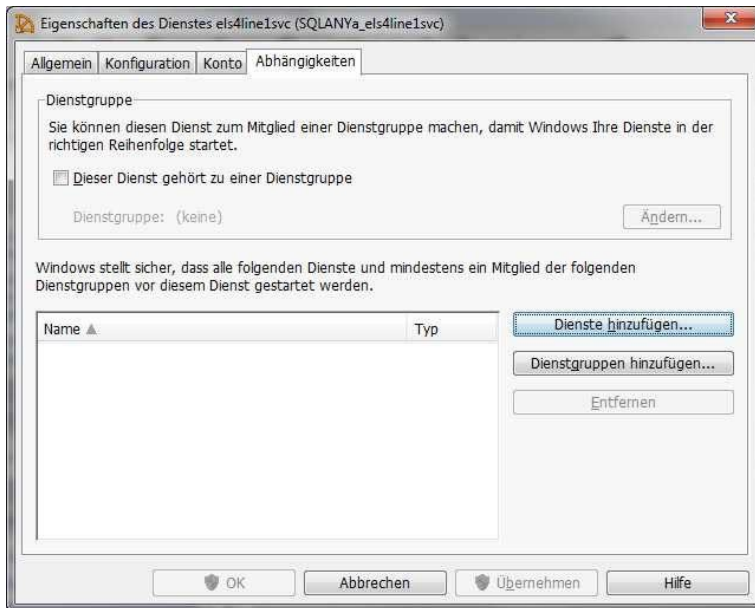 Eigenschaften des Dienstes els4line1svc (SQLANYa_els4line1svc)
Allgemein Konfiguration Konto Abhängigkeiten
Dienstgruppe
Sie können diesen Dienst zum Mitglied einer Dienstgruppe machen, damit Windows Ihre Dienste in der
richtigen Reihenfolge startet.
Dieser Dienst gehört zu einer Dienstgruppe
Dienstgruppe: (keine) Ändern...
Windows stellt sicher, dass alle folgenden Dienste und mindestens ein Mitglied der folgenden
Dienstgruppen vor diesem Dienst gestartet werden.
Name Typ
Dienste hinzufügen...
Dienstgruppen hinzufügen...
Entfernen
OK Abbrechen Übernehmen Hilfe